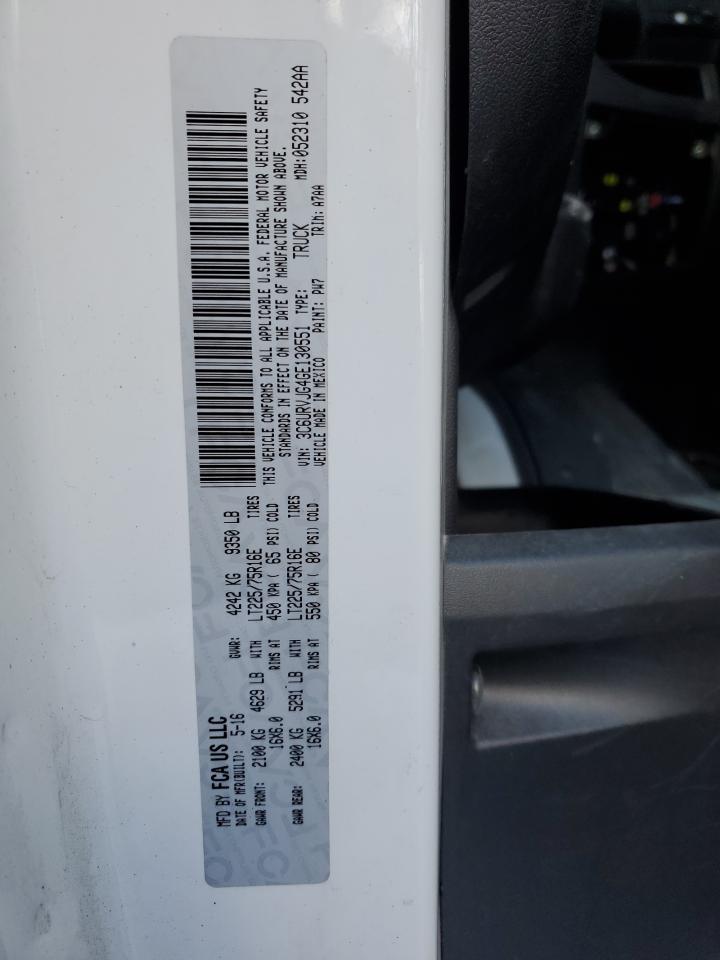 MFD BY FCA US LLC
DATE OF MFR(BUILT): 5-16 GVWR: 4242 KG 9350 LB
GAWR FRONT: 2100 KG 4629 LB WITH LT225/75R16E TIRES
16X6.0 RIMS AT 450 KPA ( 65 PSI) COLD
GAWR REAR: 2400 KG 5291 LB WITH LT225/75R16E TIRES
16X6.0 RIMS AT 550 KPA ( 80 PSI) COLD
THIS VEHICLE CONFORMS TO ALL APPLICABLE U.S.A. FEDERAL MOTOR VEHICLE SAFETY
STANDARDS IN EFFECT ON THE DATE OF MANUFACTURE SHOWN ABOVE.
VIN: 3C6URVJG4GE130551 TYPE: TRUCK MDH:052310 542AA
VEHICLE MADE IN MEXICO PAINT: PW7 TRIM: A7AA